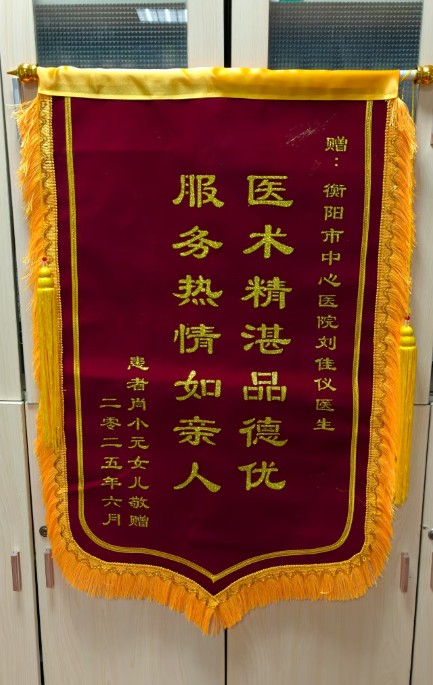 赠：衡阳市中心医院刘佳仪医生
医术精湛品德优
服务热情如亲人
患者肖小元女儿敬赠
二零二五年六月